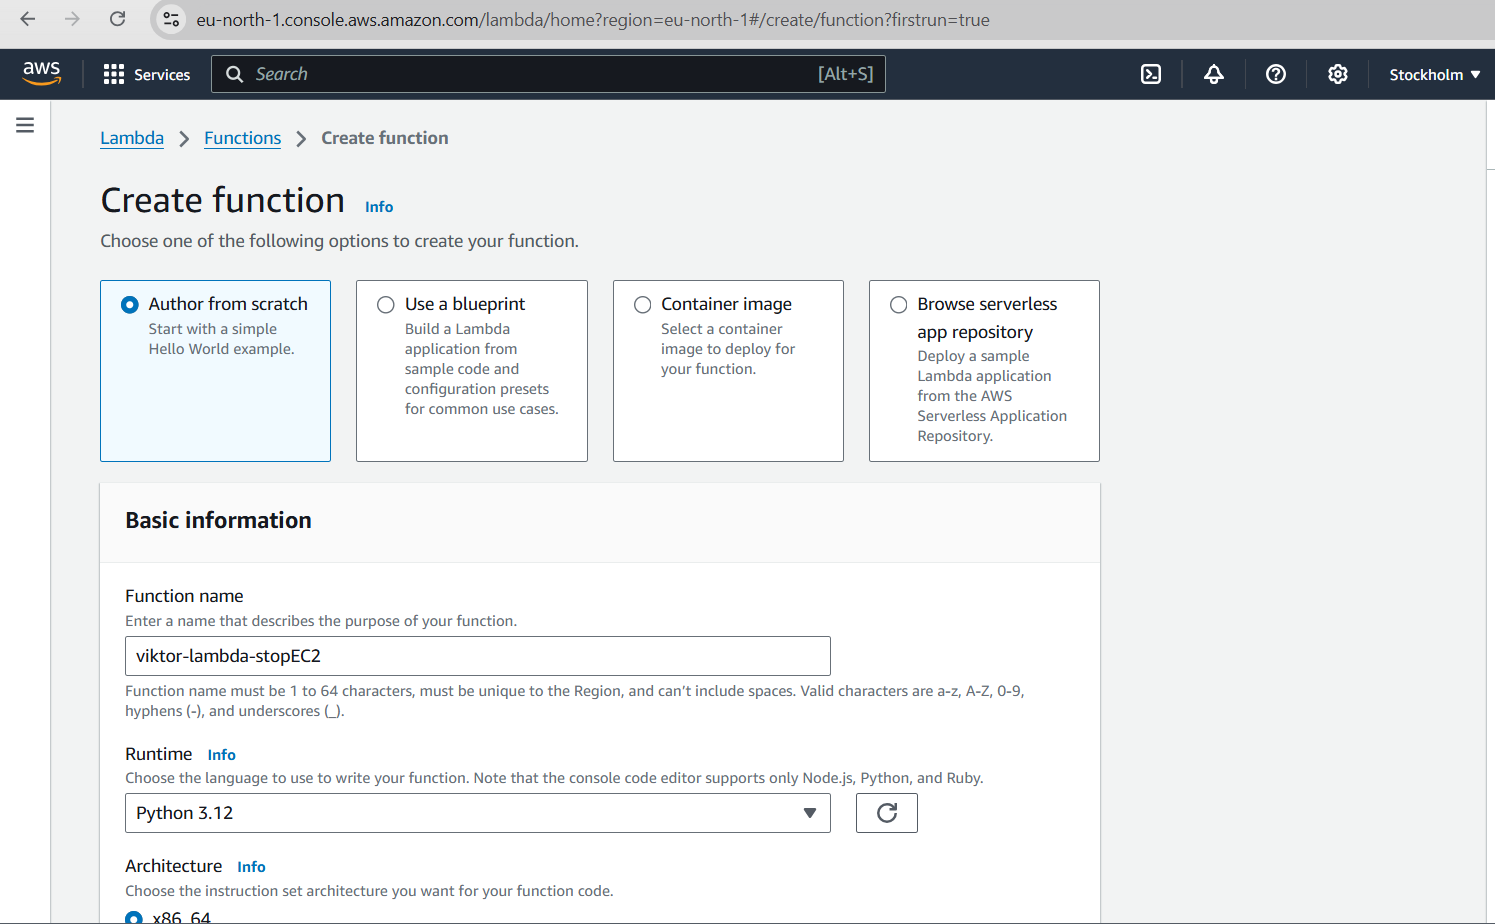 eu-north-1.console.aws.amazon.com/lambda/home?region=eu-north-1#/create/function?firstrun=true
aws
Services
Search
[Alt+S]
Stockholm
Lambda
Functions
Create function
Create function
Info
Choose one of the following options to create your function.
Author from scratch
Start with a simple
Hello World example.
Use a blueprint
Build a Lambda
application from
sample code and
configuration presets
for common use cases.
Container image
Select a container
image to deploy for
your function.
Browse serverless
app repository
Deploy a sample
Lambda application
from the AWS
Serverless Application
Repository.
Basic information
Function name
Enter a name that describes the purpose of your function.
viktor-lambda-stopEC2
Function name must be 1 to 64 characters, must be unique to the Region, and can't include spaces. Valid characters are a-z, A-Z, 0-9,
hyphens (-), and underscores (_).
Runtime
Info
Choose the language to use to write your function. Note that the console code editor supports only Node.js, Python, and Ruby.
Python 3.12
Architecture
Info
Choose the instruction set architecture you want for your function code.
x86_64